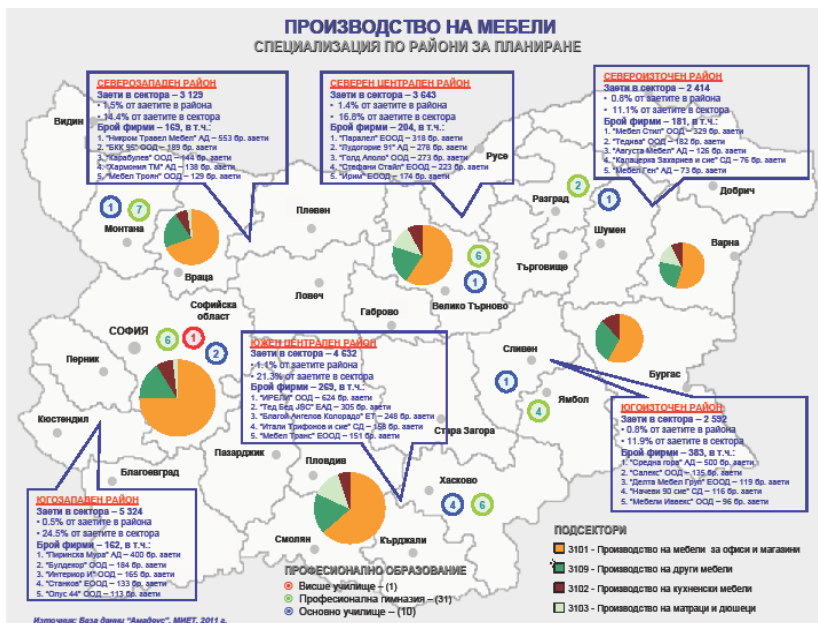 ПРОИЗВОДСТВО НА МЕБЕЛИ
СПЕЦИАЛИЗАЦИЯ ПО РАЙОНИ ЗА ПЛАНИРАНЕ
СЕВЕРОЗАПАДЕН РАЙОН
Заети в сектора – 3 129
• 1.5% от заетите в района
• 14.4% от заетите в сектора
Брой фирми – 169, в т.ч.:
1. "Никром Травел Мебел" АД – 553 бр. заети
2. "БКК 95" ООД – 189 бр. заети
3. "Карабулев" ООД – 144 бр. заети
4. "Хармония ТМ" АД – 138 бр. заети
5. "Мебел Троян" ООД – 129 бр. заети
СЕВЕРЕН ЦЕНТРАЛЕН РАЙОН
Заети в сектора – 3 643
• 1.4% от заетите в района
• 16.8% от заетите в сектора
Брой фирми – 204, в т.ч.:
1. "Паралел" ЕООД – 318 бр. заети
2. "Лудогорие 91" АД – 278 бр. заети
3. "Голд Аполо" ООД – 273 бр. заети
4. "Стефани Стайл" ЕООД – 223 бр. заети
5. "Ирим" ЕООД – 174 бр. заети
СЕВЕРОИЗТОЧЕН РАЙОН
Заети в сектора – 2 414
• 0.8% от заетите в района
• 11.1% от заетите в сектора
Брой фирми – 181, в т.ч.:
1. "Мебел Стил" ООД – 329 бр. заети
2. "Тедива" ООД – 182 бр. заети
3. "Августа Мебел" АД – 126 бр. заети
4. "Калацерка Захариев и сие" СД – 76 бр. заети
5. "Мебел Ген" АД – 73 бр. заети
Видин
Русе
Добрич
Разград
2
1
Шумен
1
7
Монтана
Плевен
Варна
Враца
6
Търговище
1
Велико Търново
Ловеч
Габрово
Софийска
област
СОФИЯ
6
1
2
Перник
Кюстендил
ЮЖЕН ЦЕНТРАЛЕН РАЙОН
Заети в сектора – 4 632
• 1.1% от заетите района
• 21.3% от заетите в сектора
Брой фирми – 269, в т.ч.:
1. "ИРЕЛИ" ООД – 624 бр. заети
2. "Тед Бед JSC" ЕАД – 305 бр. заети
3. "Благой Ангелов Колорадо" ЕТ – 248 бр. заети
4. "Итали Трифонов и сие" СД – 158 бр. заети
5. "Мебел Транс" ЕООД – 151 бр. заети
Сливен
1
4
Ямбол
Бургас
Стара Загора
ЮГОИЗТОЧЕН РАЙОН
Заети в сектора – 2 592
• 0.8% от заетите в района
• 11.9% от заетите в сектора
Брой фирми – 383, в т.ч.:
1. "Средна гора" АД – 500 бр. заети
2. "Салекс" ООД – 135 бр. заети
3. "Делта Мебел Груп" ЕООД – 119 бр. заети
4. "Начеви 90 сие" СД – 116 бр. заети
5. "Мебели Ивекс" ООД – 96 бр. заети
Пазарджик
Благоевград
Пловдив
Хасково
4
6
Смолян
Кърджали
ЮГОЗАПАДЕН РАЙОН
Заети в сектора – 5 324
• 0.5% от заетите в района
• 24.5% от заетите в сектора
Брой фирми – 162, в т.ч.:
1. "Пиринска Мура" АД – 400 бр. заети
2. "Булдекор" ООД – 184 бр. заети
3. "Интериор И" ООД – 165 бр. заети
4. "Станков" ЕООД – 133 бр. заети
5. "Опус 44" ООД – 113 бр. заети
ПРОФЕСИОНАЛНО ОБРАЗОВАНИЕ
Висше училище – (1)
Професионална гимназия – (31)
Основно училище – (10)
ПОДСЕКТОРИ
3101 - Производство на мебели за офиси и магазини
3109 - Производство на други мебели
3102 - Производство на кухненски мебели
3103 - Производство на матраци и дюшеци
Източник: База данни "Амадеус", МИЕТ, 2011 г.